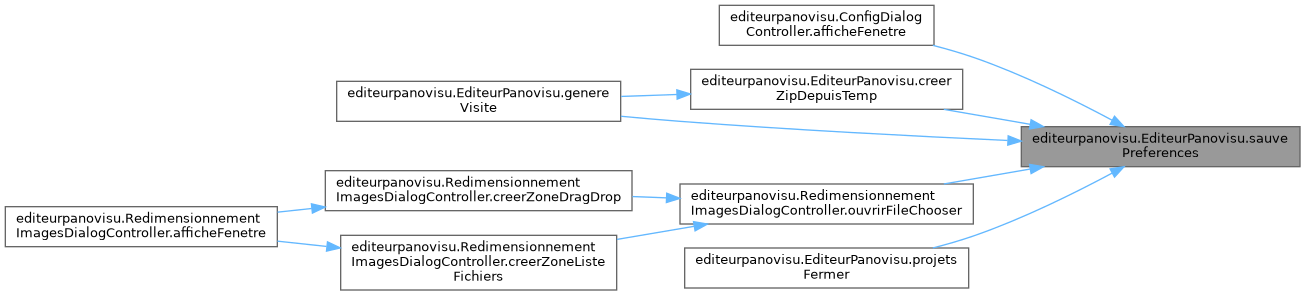 editeurpanovisu.ConfigDialog
Controller.afficheFenetre
editeurpanovisu.EditeurPanovisu.creer
ZipDepuisTemp
editeurpanovisu.EditeurPanovisu.genere
Visite
editeurpanovisu.EditeurPanovisu.sauve
Preferences
editeurpanovisu.Redimensionnement
ImagesDialogController.creerZoneDragDrop
editeurpanovisu.Redimensionnement
ImagesDialogController.ouvrirFileChooser
editeurpanovisu.Redimensionnement
ImagesDialogController.afficheFenetre
editeurpanovisu.Redimensionnement
ImagesDialogController.creerZoneListe
Fichiers
editeurpanovisu.EditeurPanovisu.projets
Fermer